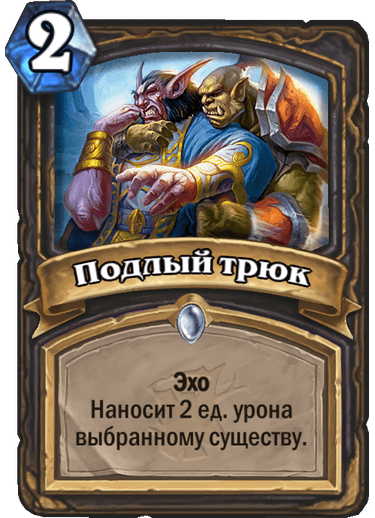 2
Подлый трюк
Эхо
Наносит 2 ед. урона
выбранному существу.